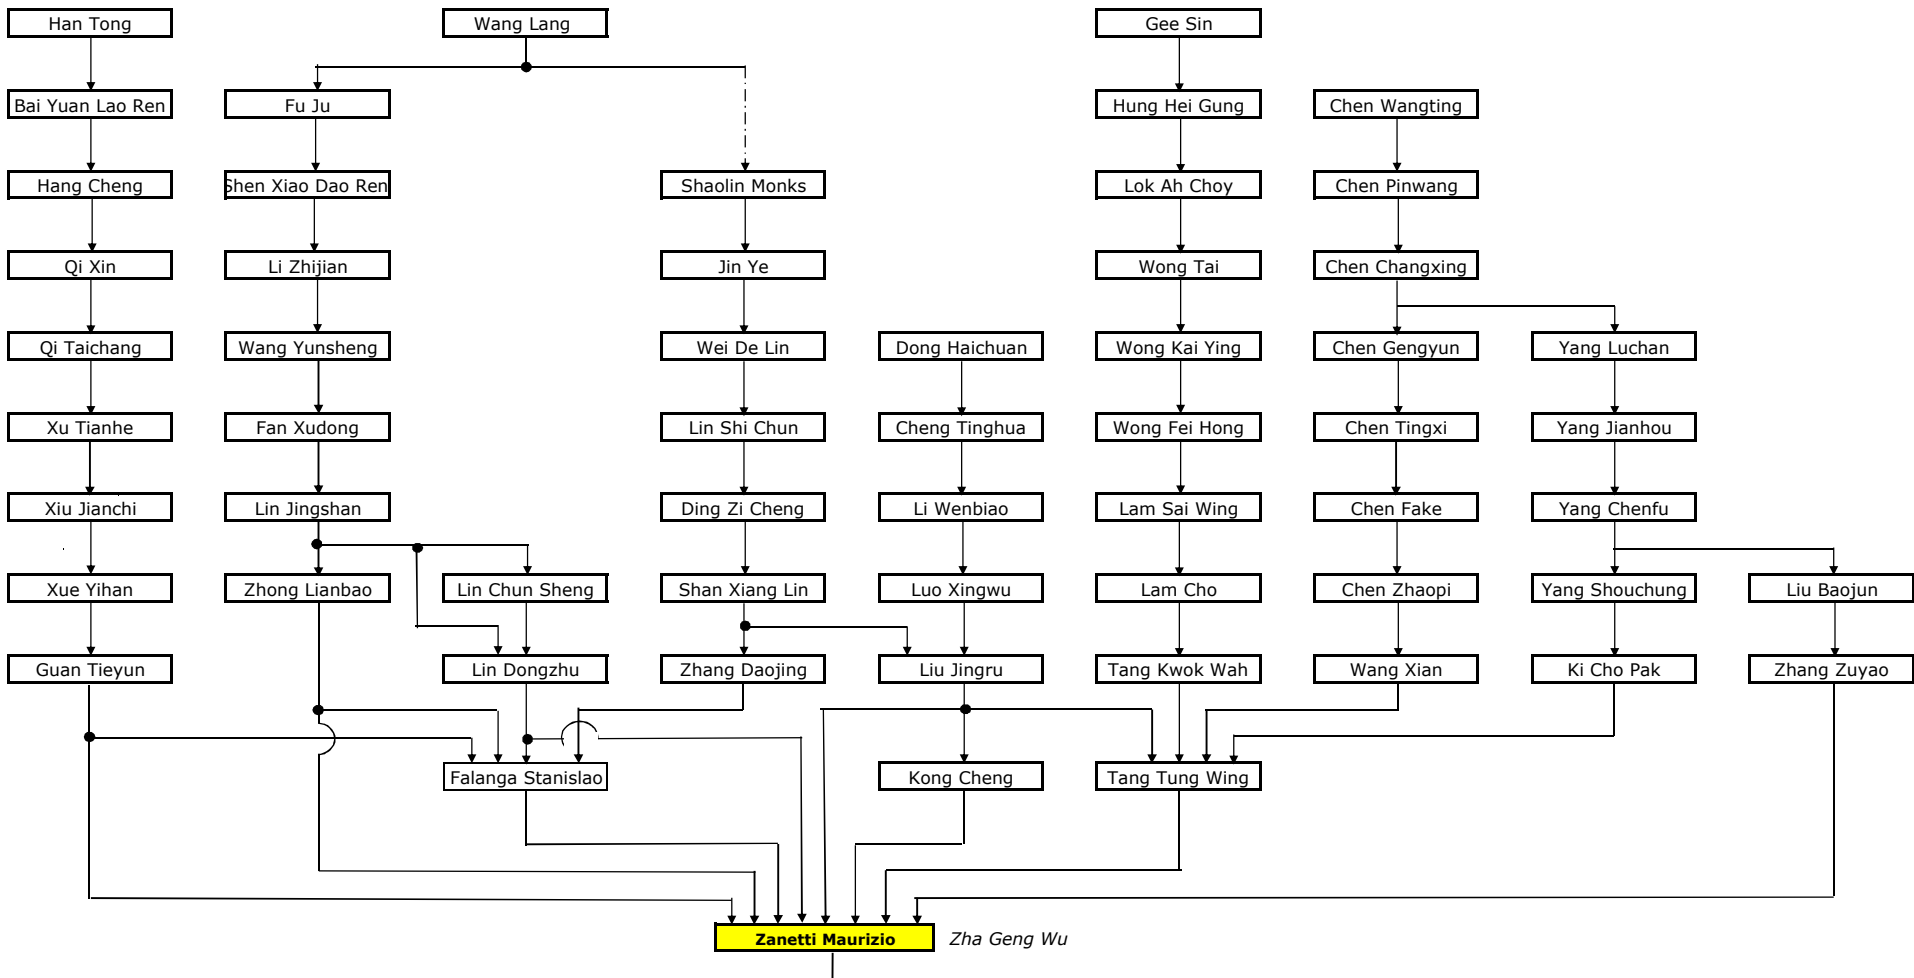 Han Tong
Wang Lang
Gee Sin
Bai Yuan Lao Ren
Fu Ju
Hung Hei Gung
Chen Wangting
Hang Cheng
Shen Xiao Dao Ren
Shaolin Monks
Lok Ah Choy
Chen Pinwang
Qi Xin
Li Zhijian
Jin Ye
Wong Tai
Chen Changxing
Qi Taichang
Wang Yunsheng
Wei De Lin
Dong Haichuan
Wong Kai Ying
Chen Gengyun
Yang Luchan
Xu Tianhe
Fan Xudong
Lin Shi Chun
Cheng Tinghua
Wong Fei Hong
Chen Tingxi
Yang Jianhou
Xiu Jianchi
Lin Jingshan
Ding Zi Cheng
Li Wenbiao
Lam Sai Wing
Chen Fake
Yang Chenfu
Xue Yihan
Zhong Lianbao
Lin Chun Sheng
Shan Xiang Lin
Luo Xingwu
Lam Cho
Chen Zhaopi
Yang Shouchung
Liu Baojun
Guan Tieyun
Lin Dongzhu
Zhang Daojing
Liu Jingru
Tang Kwok Wah
Wang Xian
Ki Cho Pak
Zhang Zuyao
Falanga Stanislao
Kong Cheng
Tang Tung Wing
Zanetti Maurizio
Zha Geng Wu